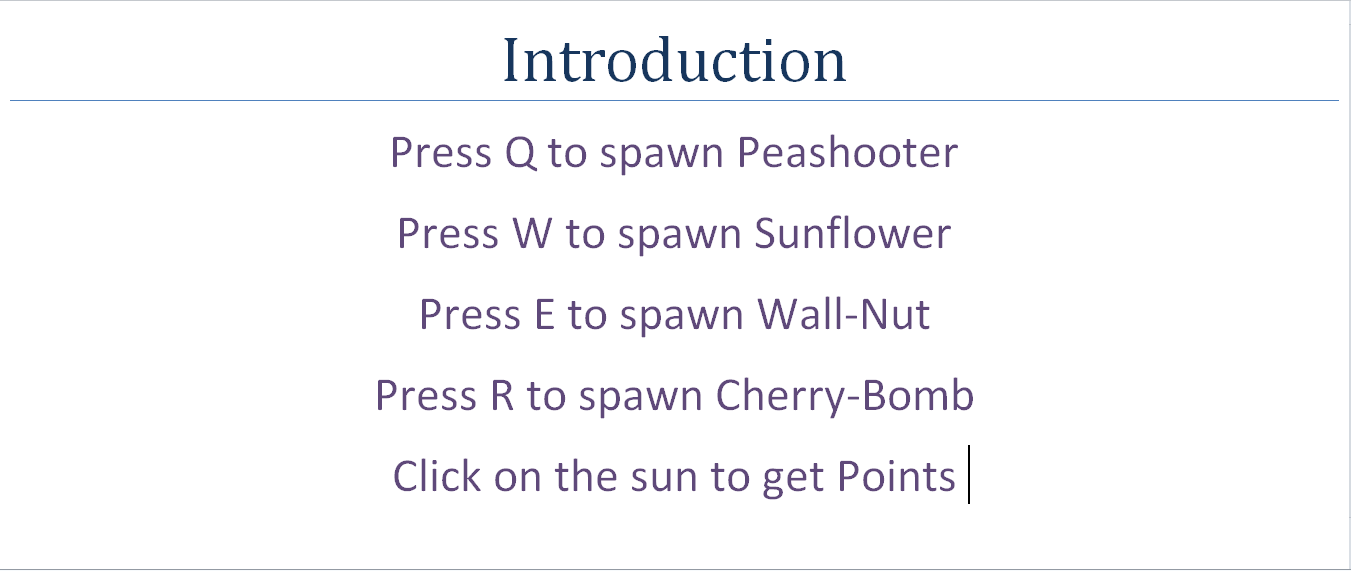 Introduction
Press Q to spawn Peashooter
Press W to spawn Sunflower
Press E to spawn Wall-Nut
Press R to spawn Cherry-Bomb
Click on the sun to get Points